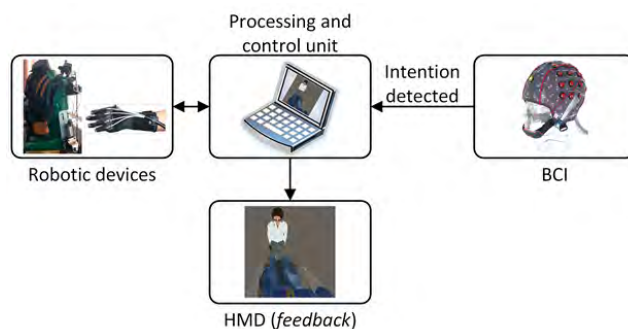 Processing and
control unit
Intention
detected
Robotic devices
BCI
HMD (feedback)